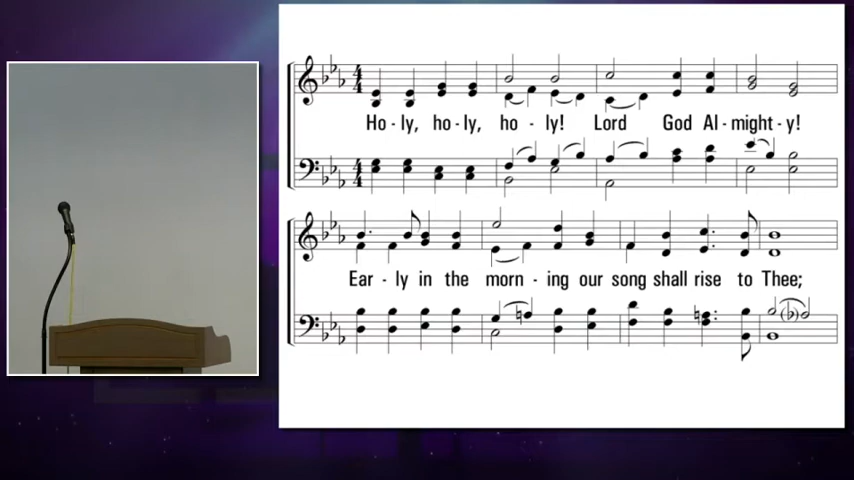 Ho - ly, ho - ly, ho - ly! Lord God Al - might - y!
Ear - ly in the morn - ing our song shall rise to Thee;